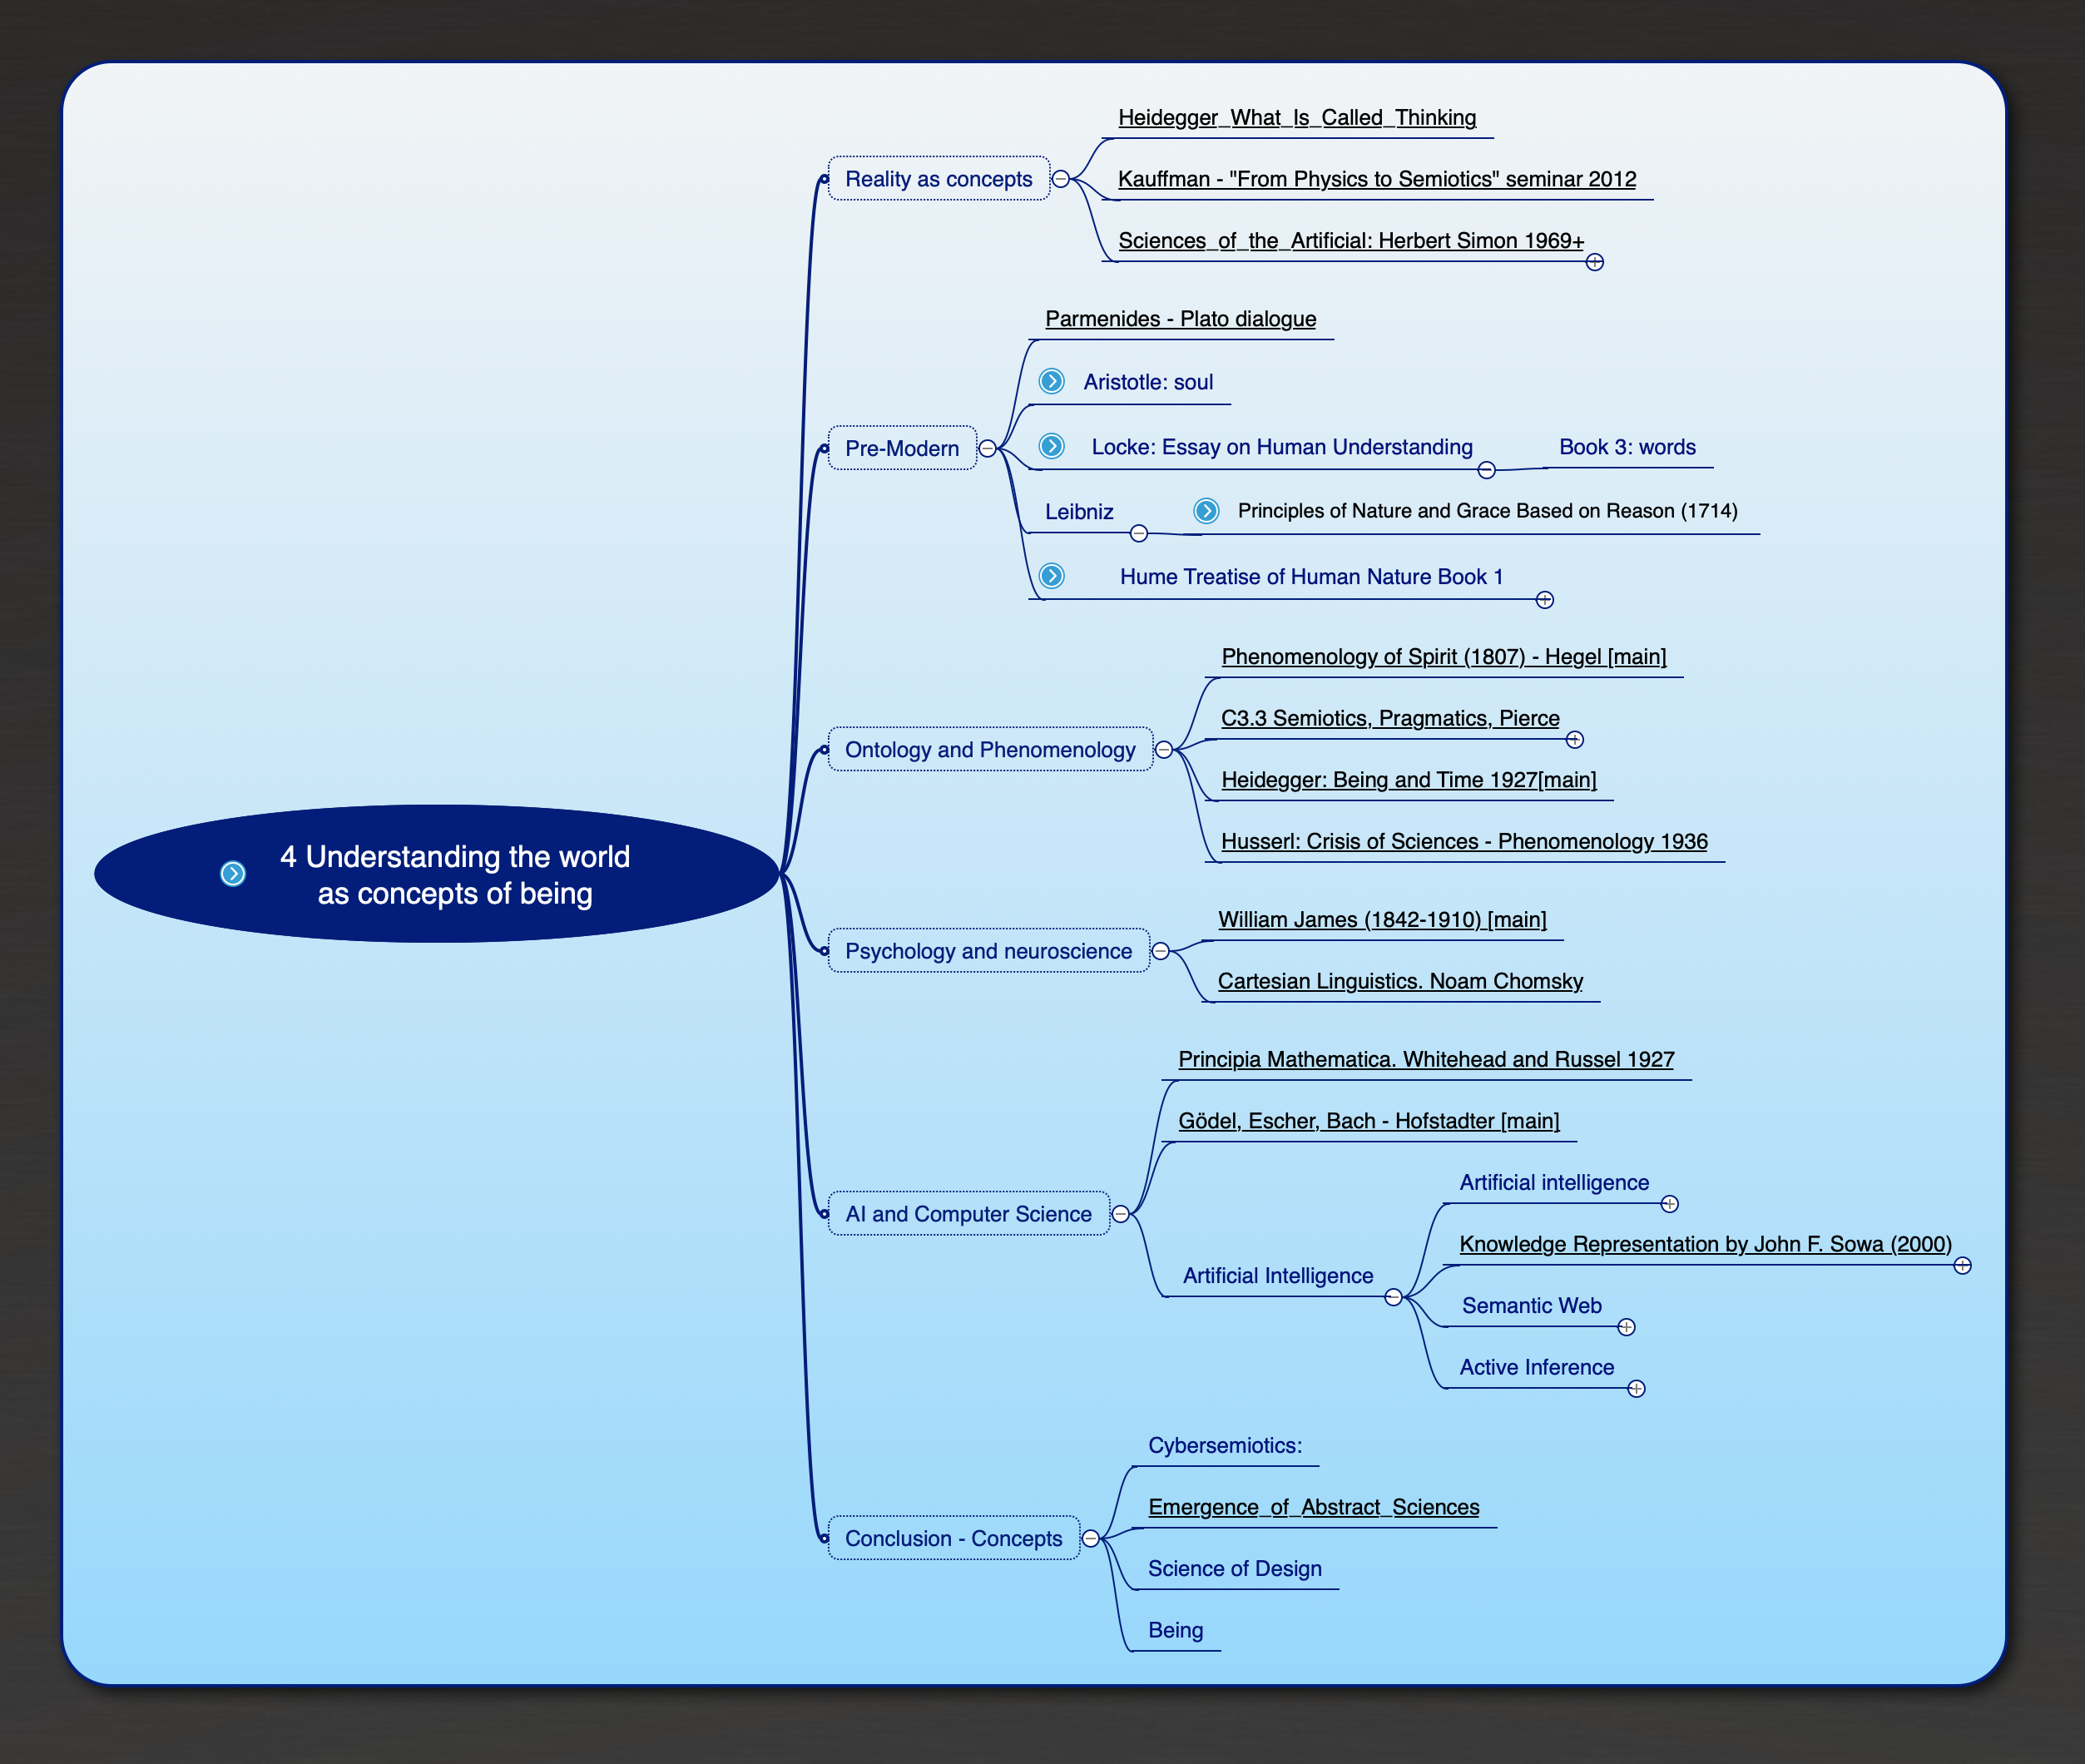 4 Understanding the world
as concepts of being
Reality as concepts
Heidegger_What_Is_Called_Thinking
Kauffman - "From Physics to Semiotics" seminar 2012
Sciences_of_the_Artificial: Herbert Simon 1969+
Pre-Modern
Parmenides - Plato dialogue
Aristotle: soul
Locke: Essay on Human Understanding
Book 3: words
Leibniz
Principles of Nature and Grace Based on Reason (1714)
Hume Treatise of Human Nature Book 1
Ontology and Phenomenology
Phenomenology of Spirit (1807) - Hegel [main]
C3.3 Semiotics, Pragmatics, Pierce
Heidegger: Being and Time 1927[main]
Husserl: Crisis of Sciences - Phenomenology 1936
Psychology and neuroscience
William James (1842-1910) [main]
Cartesian Linguistics. Noam Chomsky
AI and Computer Science
Principia Mathematica. Whitehead and Russel 1927
Gödel, Escher, Bach - Hofstadter [main]
Artificial Intelligence
Artificial intelligence
Knowledge Representation by John F. Sowa (2000)
Semantic Web
Active Inference
Conclusion - Concepts
Cybersemiotics:
Emergence_of_Abstract_Sciences
Science of Design
Being